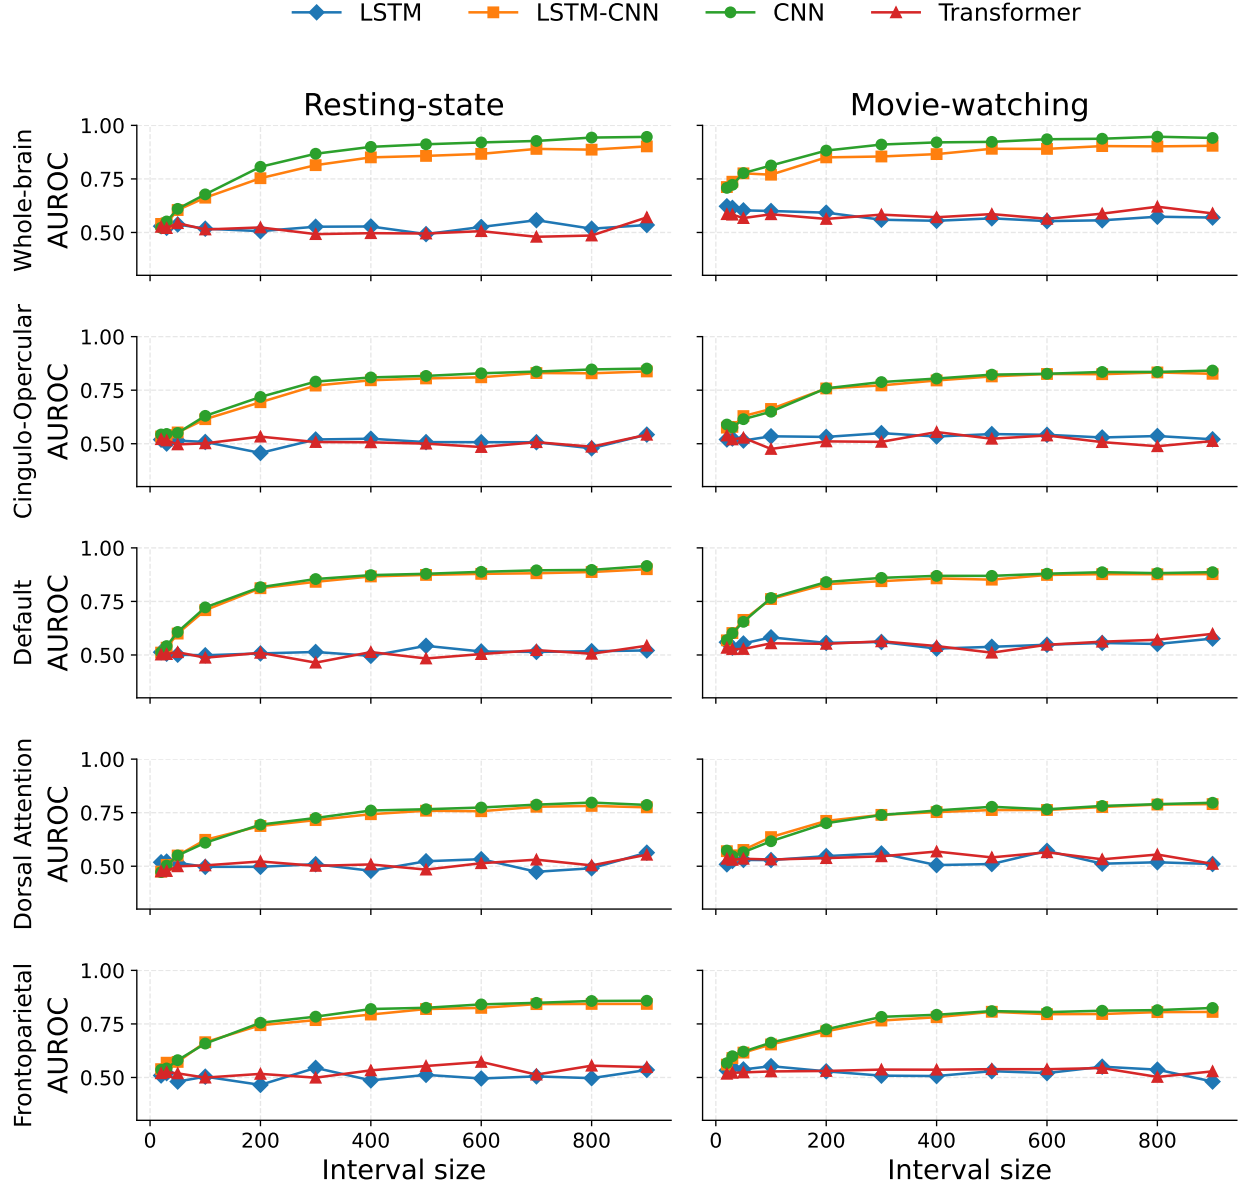 LSTM LSTM-CNN CNN Transformer
Resting-state Movie-watching
Whole-brain
AUROC
1.00
0.75
0.50
Cingulo-Opercular
AUROC
1.00
0.75
0.50
Default
AUROC
1.00
0.75
0.50
Dorsal Attention
AUROC
1.00
0.75
0.50
Frontoparietal
AUROC
1.00
0.75
0.50
0 200 400 600 800 0 200 400 600 800
Interval size Interval size